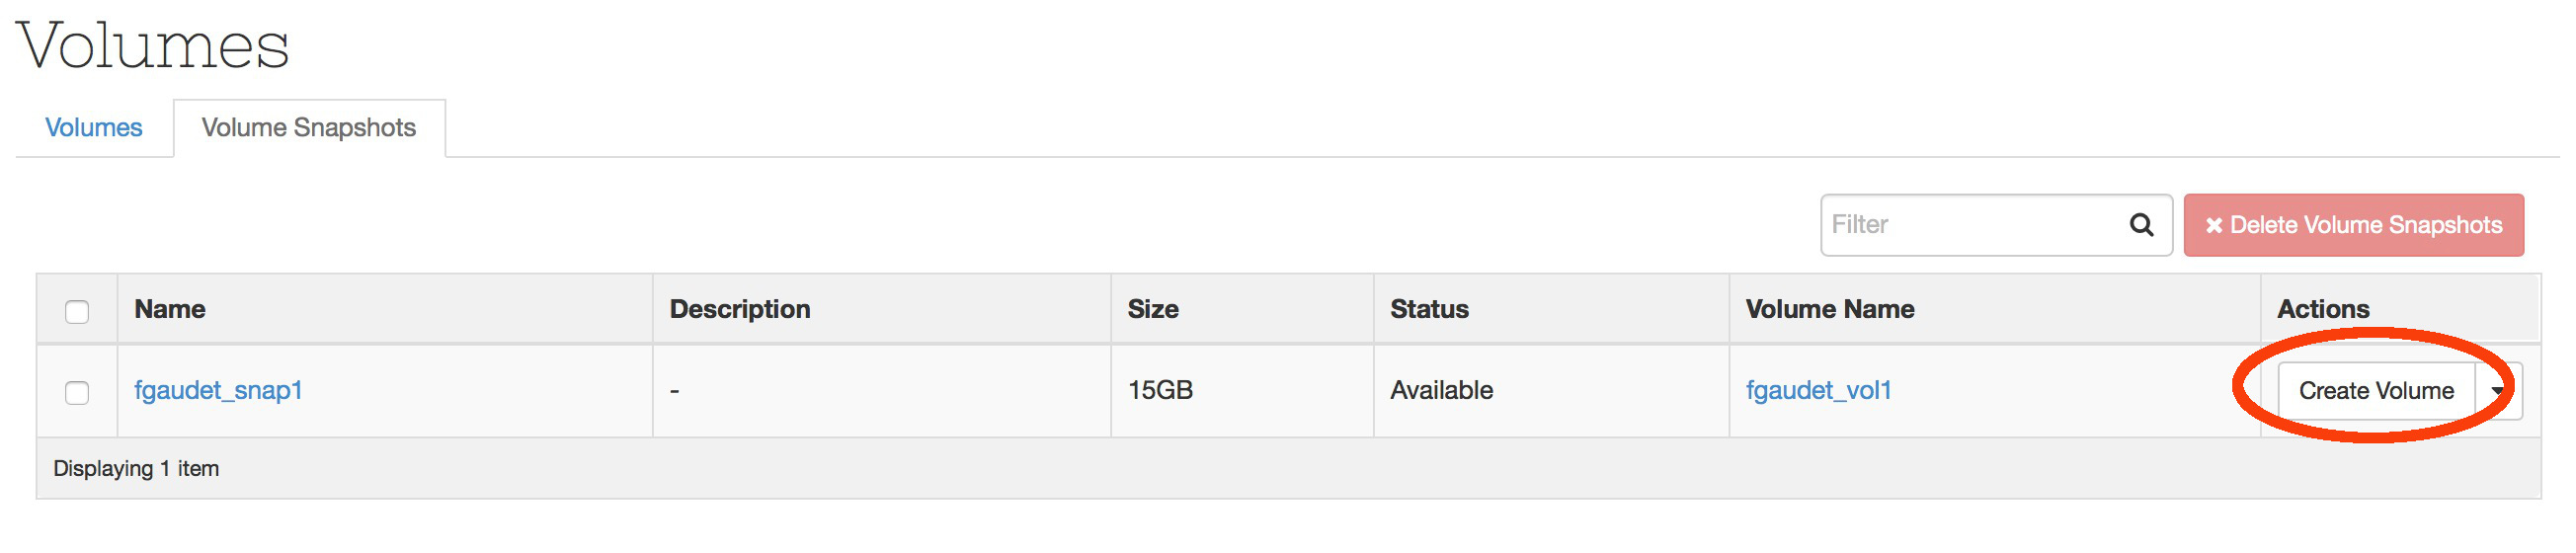 Volumes
Volumes Volume Snapshots
Filter Delete Volume Snapshots
Name Description Size Status Volume Name Actions
fgaudet_snap1 - 15GB Available fgaudet_vol1 Create Volume
Displaying 1 item